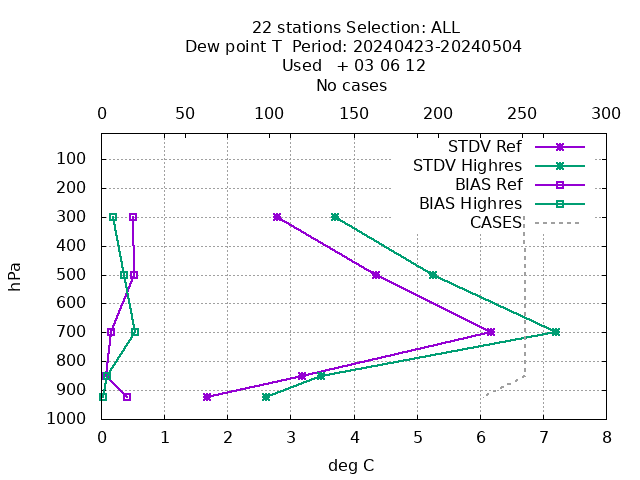 22 stations Selection: ALL
Dew point T  Period: 20240423-20240504
Used   + 03 06 12
No cases
0 50 100 150 200 250 300
STDV Ref
STDV Highres
BIAS Ref
BIAS Highres
CASES
100
200
300
400
500
600
700
800
900
1000
hPa
0 1 2 3 4 5 6 7 8
deg C